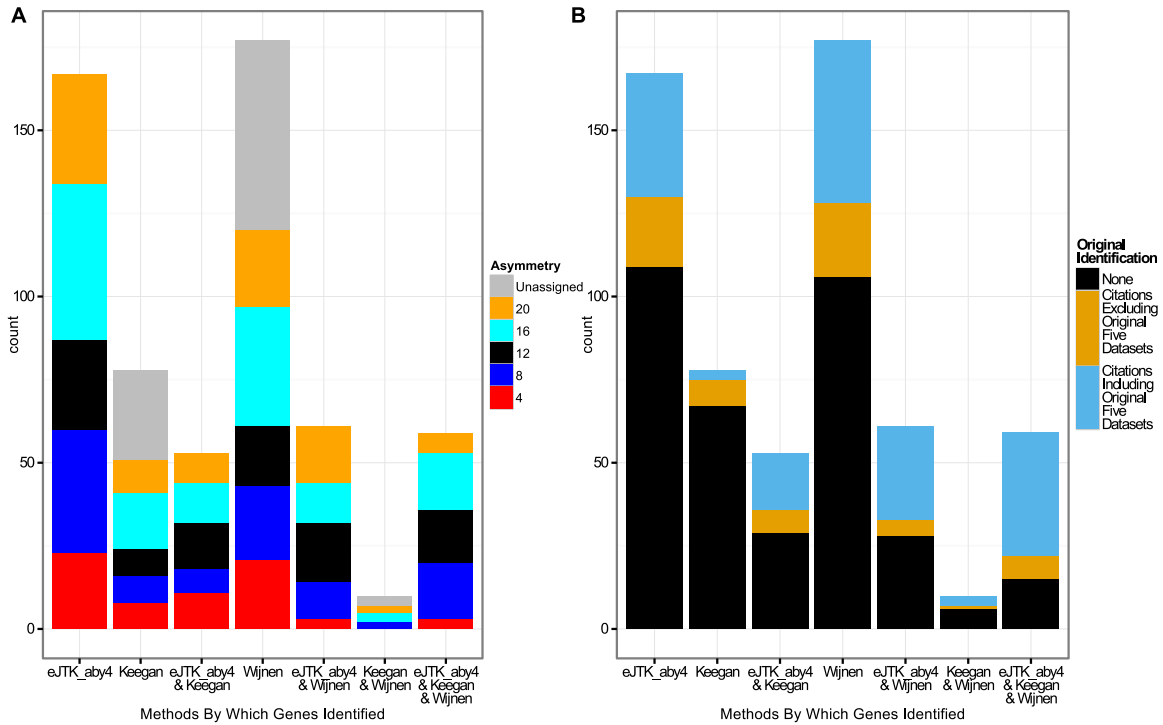 A
150
100
50
0
count
eJTK_aby4
Keegan
eJTK_aby4
& Keegan
Wijnen
eJTK_aby4
& Wijnen
Keegan
& Wijnen
eJTK_aby4
& Keegan
& Wijnen
Methods By Which Genes Identified
Asymmetry
Unassigned
20
16
12
8
4
B
150
100
50
0
count
eJTK_aby4
Keegan
eJTK_aby4
& Keegan
Wijnen
eJTK_aby4
& Wijnen
Keegan
& Wijnen
eJTK_aby4
& Keegan
& Wijnen
Methods By Which Genes Identified
Original
Identification
None
Citations
Excluding
Original
Five
Datasets
Citations
Including
Original
Five
Datasets